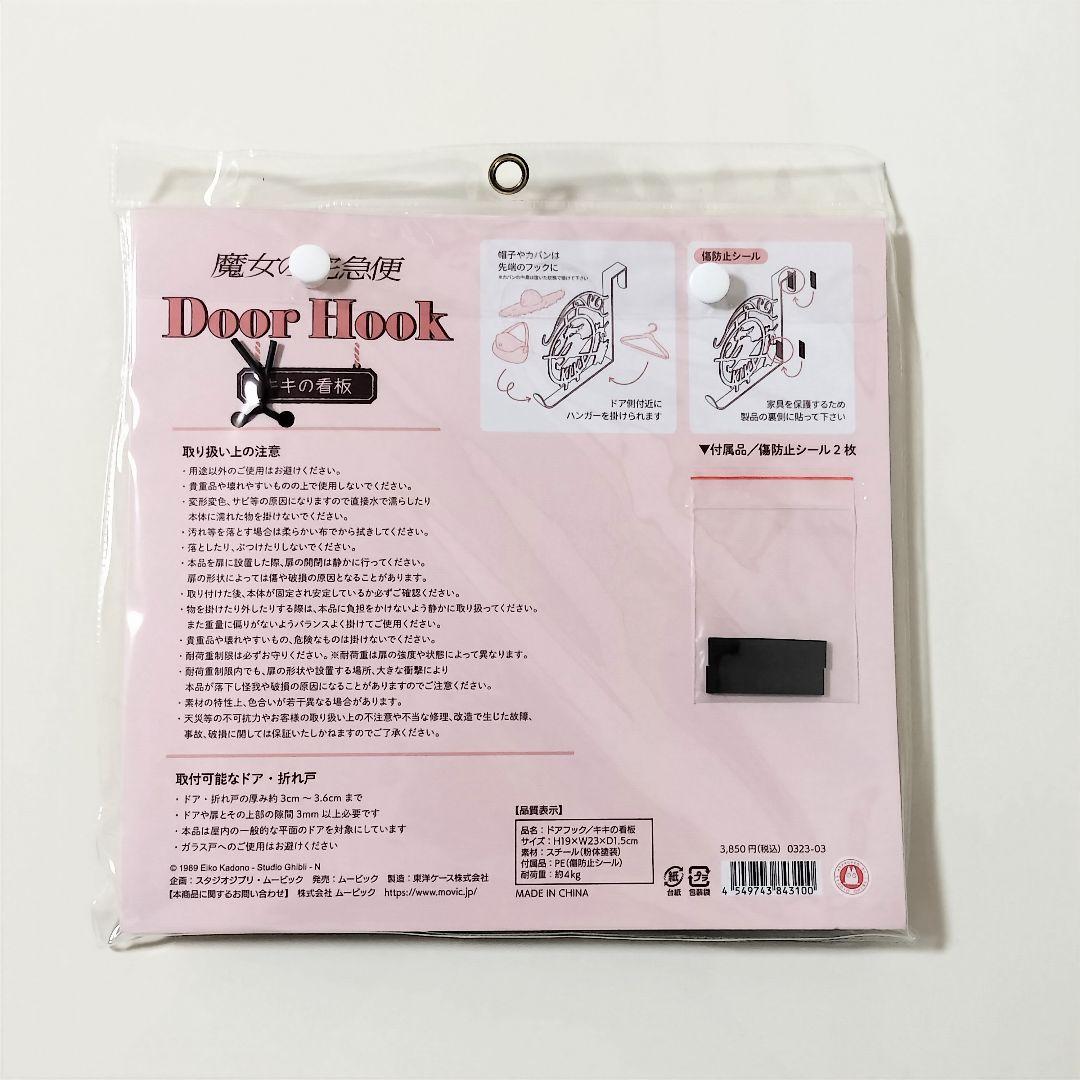 魔女の宅急便
Door Hook
キキの看板
帽子やカバンは
先端のフックに
※カバンの中身は抜いた状態で掛けて下さい
ドア側付近に
ハンガーを掛けられます
傷防止シール
家具を保護するため
製品の裏側に貼って下さい
▼付属品／傷防止シール2枚
取り扱い上の注意
・用途以外のご使用はお避けください。
・貴重品や壊れやすいものの上で使用しないでください。
・変形変色、サビ等の原因になりますので直接水で濡らしたり
本体に濡れた物を掛けないでください。
・汚れ等を落とす場合は柔らかい布でから拭きしてください。
・落としたり、ぶつけたりしないでください。
・本品を扉に設置した際、扉の開閉は静かに行ってください。
扉の形状によっては傷や破損の原因となることがあります。
・取り付けた後、本体が固定され安定しているか必ずご確認ください。
・物を掛けたり外したりする際は、本品に負担をかけないよう静かに取り扱ってください。
また重量に偏りがないようバランスよく掛けてご使用ください。
・貴重品や壊れやすいもの、危険なものは掛けないでください。
・耐荷重制限は必ずお守りください。※耐荷重は扉の強度や状態によって異なります。
・耐荷重制限内でも、扉の形状や設置する場所、大きな衝撃により
本品が落下し怪我や破損の原因になることがありますのでご注意ください。
・素材の特性上、色合いが若干異なる場合があります。
・天災等の不可抗力やお客様の取り扱い上の不注意や不当な修理、改造で生じた故障、
事故、破損に関しては保証いたしかねますのでご了承ください。
取付可能なドア・折れ戸
・ドア・折れ戸の厚み約3cm～3.6cmまで
・ドアや扉とその上部の隙間3mm以上必要です
・本品は屋内の一般的な平面のドアを対象にしています
・ガラス戸へのご使用はお避けください
© 1989 Eiko Kadono - Studio Ghibli - N
企画：スタジオジブリ・ムービック 発売：ムービック 製造：東洋ケース株式会社
【本商品に関するお問い合わせ】 株式会社 ムービック https://www.movic.jp/
【品質表示】
品名：ドアフック／キキの看板
サイズ：H19×W23×D1.5cm
素材：スチール（粉体塗装）
付属品：PE（傷防止シール）
耐荷重：約4kg
MADE IN CHINA
紙
台紙
プラ
包装袋
3,850円（税込） 0323-03
4 549743 843100